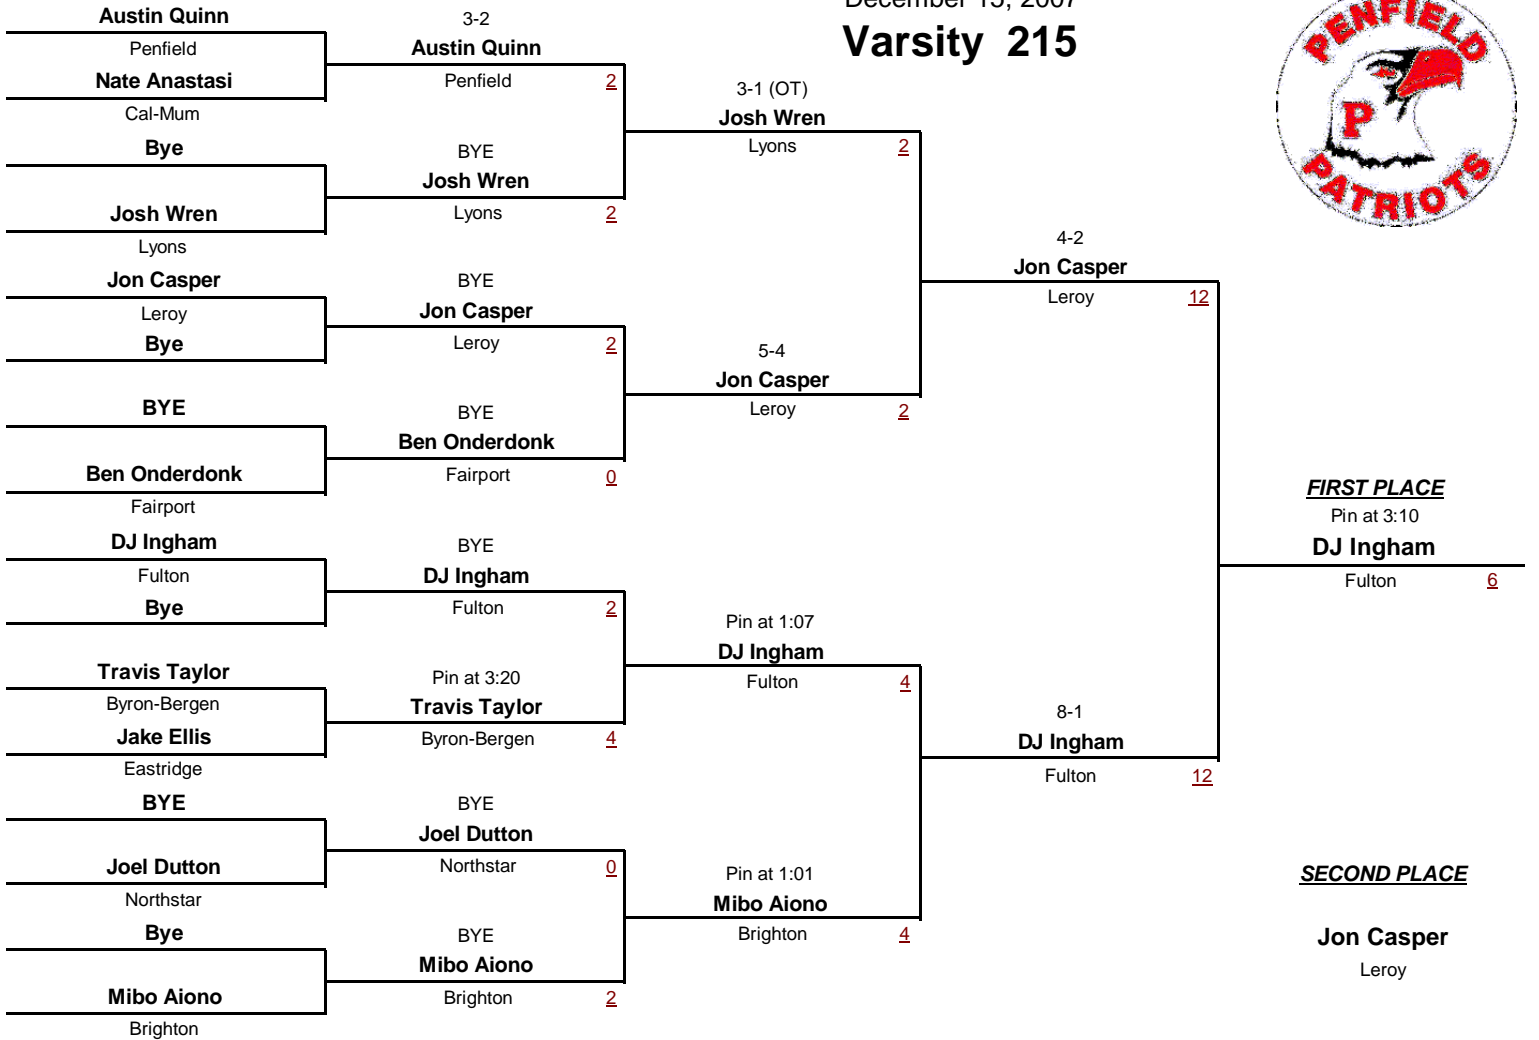 December 15, 2007
Varsity 215
PENFIELD
P
PATRIOTS
Austin Quinn
Penfield
Nate Anastasi
Cal-Mum
Bye
Josh Wren
Lyons
Jon Casper
Leroy
Bye
BYE
Ben Onderdonk
Fairport
DJ Ingham
Fulton
Bye
Travis Taylor
Byron-Bergen
Jake Ellis
Eastridge
BYE
Joel Dutton
Northstar
Bye
Mibo Aiono
Brighton
3-2
Austin Quinn
Penfield 2
BYE
Josh Wren
Lyons 2
BYE
Jon Casper
Leroy 2
BYE
Ben Onderdonk
Fairport 0
BYE
DJ Ingham
Fulton 2
Pin at 3:20
Travis Taylor
Byron-Bergen 4
BYE
Joel Dutton
Northstar 0
BYE
Mibo Aiono
Brighton 2
3-1 (OT)
Josh Wren
Lyons 2
5-4
Jon Casper
Leroy 2
Pin at 1:07
DJ Ingham
Fulton 4
Pin at 1:01
Mibo Aiono
Brighton 4
4-2
Jon Casper
Leroy 12
8-1
DJ Ingham
Fulton 12
FIRST PLACE
Pin at 3:10
DJ Ingham
Fulton 6
SECOND PLACE
Jon Casper
Leroy